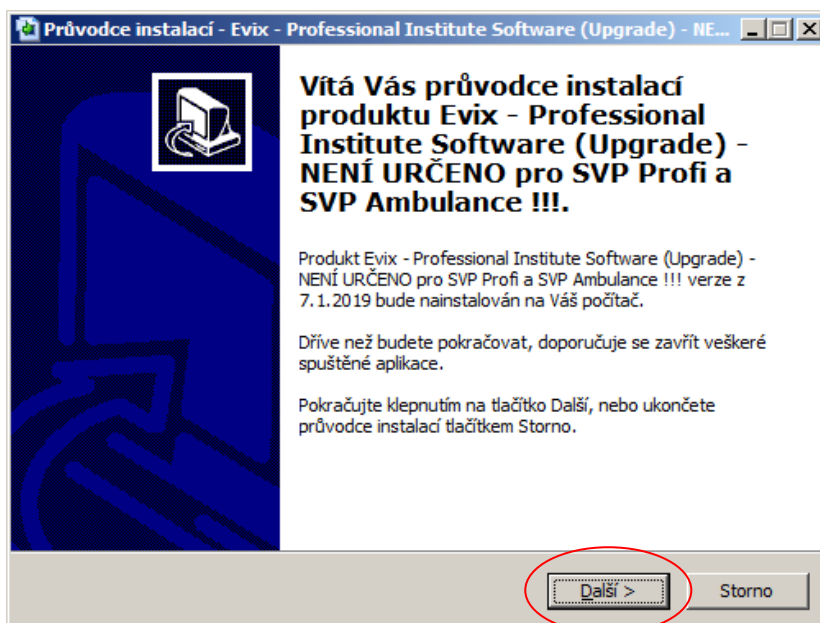 Průvodce instalací - Evix - Professional Institute Software (Upgrade) - NE...
Vítá Vás průvodce instalací
produktu Evix - Professional
Institute Software (Upgrade) -
NENÍ URČENO pro SVP Profi a
SVP Ambulance !!!.
Produkt Evix - Professional Institute Software (Upgrade) -
NENÍ URČENO pro SVP Profi a SVP Ambulance !!! verze z
7.1.2019 bude nainstalován na Váš počítač.
Dříve než budete pokračovat, doporučuje se zavřít veškeré
spuštěné aplikace.
Pokračujte klepnutím na tlačítko Další, nebo ukončete
průvodce instalací tlačítkem Storno.
Další >
Storno